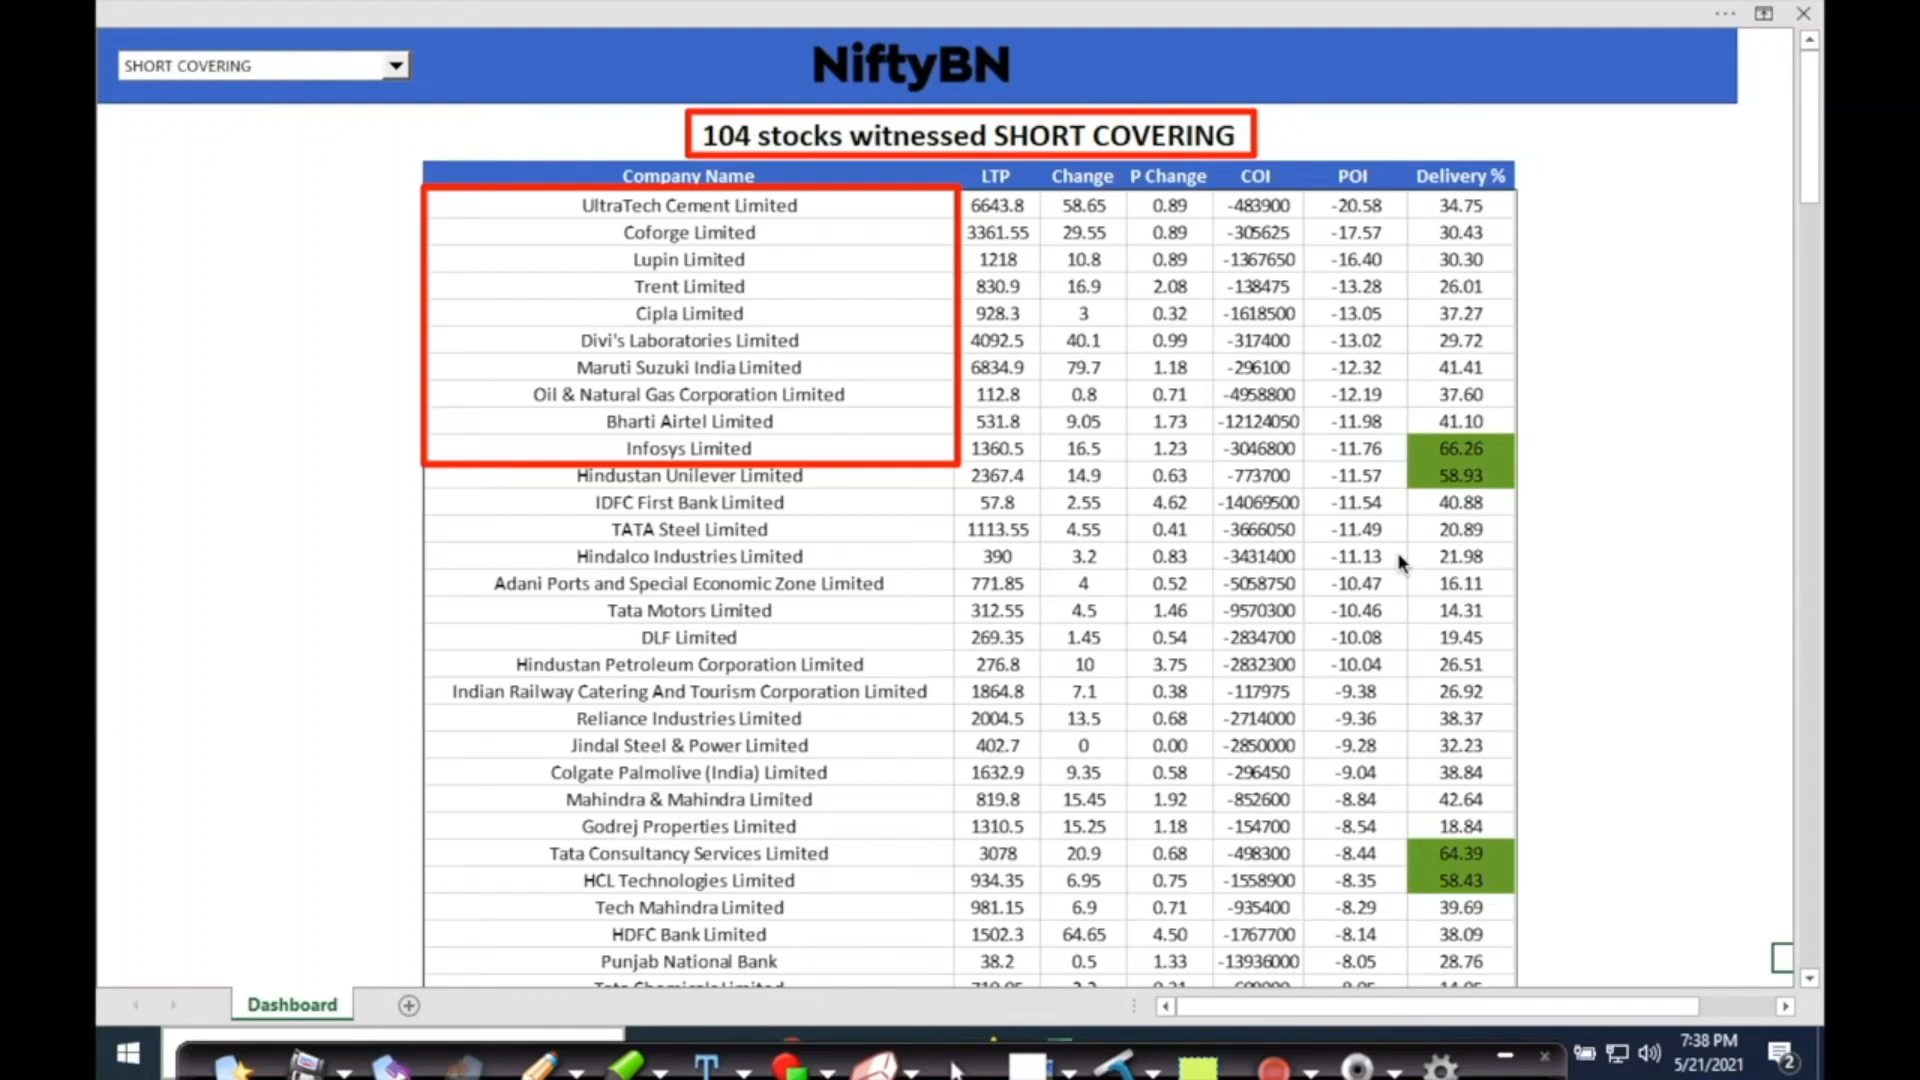 SHORT COVERING
NiftyBN
104 stocks witnessed SHORT COVERING
Company Name LTP Change P Change COI POI Delivery %
UltraTech Cement Limited 6643.8 58.65 0.89 -483900 -20.58 34.75
Coforge Limited 3361.55 29.55 0.89 -305625 -17.57 30.43
Lupin Limited 1218 10.8 0.89 -1367650 -16.40 30.30
Trent Limited 830.9 16.9 2.08 -138475 -13.28 26.01
Cipla Limited 928.3 3 0.32 -1618500 -13.05 37.27
Divi's Laboratories Limited 4092.5 40.1 0.99 -317400 -13.02 29.72
Maruti Suzuki India Limited 6834.9 79.7 1.18 -296100 -12.32 41.41
Oil & Natural Gas Corporation Limited 112.8 0.8 0.71 -4958800 -12.19 37.60
Bharti Airtel Limited 531.8 9.05 1.73 -12124050 -11.98 41.10
Infosys Limited 1360.5 16.5 1.23 -3046800 -11.76 66.26
Hindustan Unilever Limited 2367.4 14.9 0.63 -773700 -11.57 58.93
IDFC First Bank Limited 57.8 2.55 4.62 -14069500 -11.54 40.88
TATA Steel Limited 1113.55 4.55 0.41 -3666050 -11.49 20.89
Hindalco Industries Limited 390 3.2 0.83 -3431400 -11.13 21.98
Adani Ports and Special Economic Zone Limited 771.85 4 0.52 -5058750 -10.47 16.11
Tata Motors Limited 312.55 4.5 1.46 -9570300 -10.46 14.31
DLF Limited 269.35 1.45 0.54 -2834700 -10.08 19.45
Hindustan Petroleum Corporation Limited 276.8 10 3.75 -2832300 -10.04 26.51
Indian Railway Catering And Tourism Corporation Limited 1864.8 7.1 0.38 -117975 -9.38 26.92
Reliance Industries Limited 2004.5 13.5 0.68 -2714000 -9.36 38.37
Jindal Steel & Power Limited 402.7 0 0.00 -2850000 -9.28 32.23
Colgate Palmolive (India) Limited 1632.9 9.35 0.58 -296450 -9.04 38.84
Mahindra & Mahindra Limited 819.8 15.45 1.92 -852600 -8.84 42.64
Godrej Properties Limited 1310.5 15.25 1.18 -154700 -8.54 18.84
Tata Consultancy Services Limited 3078 20.9 0.68 -498300 -8.44 64.39
HCL Technologies Limited 934.35 6.95 0.75 -1558900 -8.35 58.43
Tech Mahindra Limited 981.15 6.9 0.71 -935400 -8.29 39.69
HDFC Bank Limited 1502.3 64.65 4.50 -1767700 -8.14 38.09
Punjab National Bank 38.2 0.5 1.33 -13936000 -8.05 28.76
Dashboard
7:38 PM
5/21/2021
2